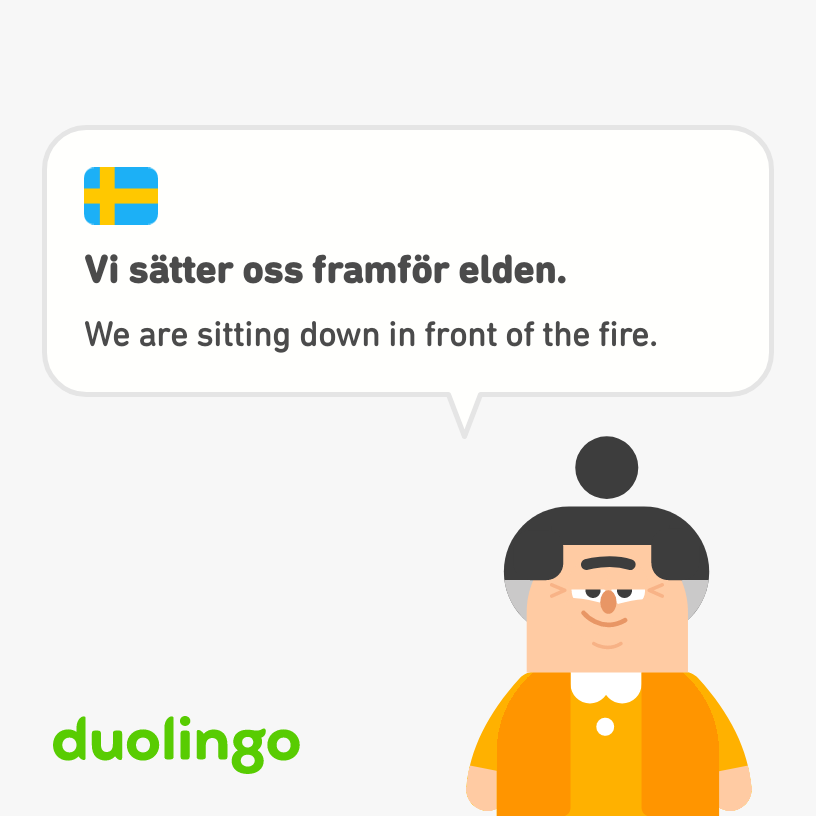 Vi sätter oss framför elden.
We are sitting down in front of the fire.
duolingo